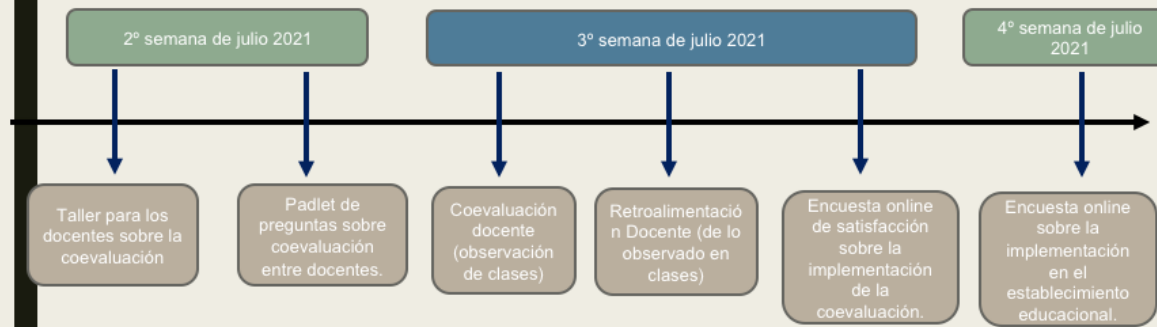 2º semana de julio 2021
3º semana de julio 2021
4º semana de julio
2021
Taller para los
docentes sobre la
coevaluación
Padlet de
preguntas sobre
coevaluación
entre docentes.
Coevaluación
docente
(observación
de clases)
Retroalimentació
n Docente (de lo
observado en
clases)
Encuesta online
de satisfacción
sobre la
implementación
de la
coevaluación.
Encuesta online
sobre la
implementación
en el
establecimiento
educacional.